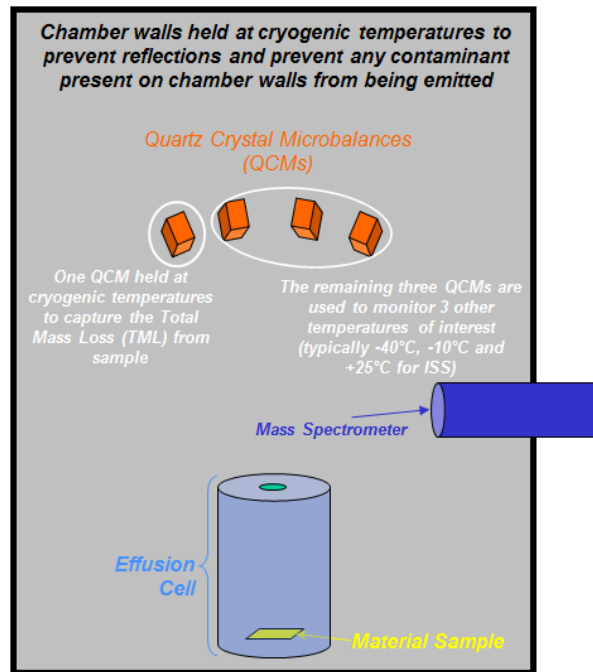 Chamber walls held at cryogenic temperatures to
prevent reflections and prevent any contaminant
present on chamber walls from being emitted
Quartz Crystal Microbalances
(QCMs)
One QCM held at
cryogenic temperatures
to capture the Total
Mass Loss (TML) from
sample
The remaining three QCMs are
used to monitor 3 other
temperatures of interest
(typically -40°C, -10°C and
+25°C for ISS)
Mass Spectrometer
Effusion
Cell
Material Sample